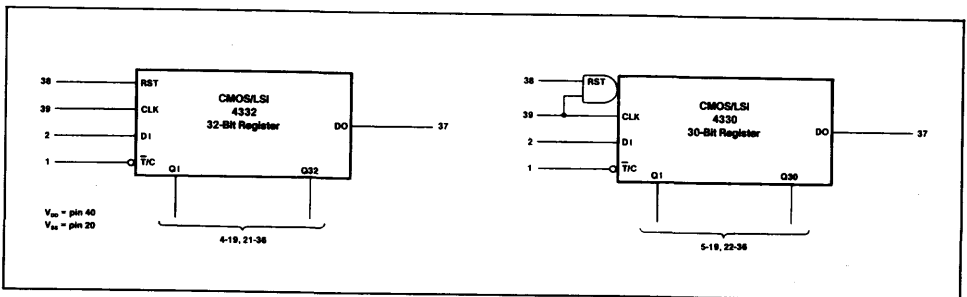 38
RST
39
CLK
2
DI
1
T̅/C
CMOS/LSI
4332
32-Bit Register
DO
37
Q1
Q32
4-19, 21-36
V_DD = pin 40
V_SS = pin 20
38
RST
39
CLK
2
DI
1
T̅/C
CMOS/LSI
4330
30-Bit Register
DO
37
Q1
Q30
5-19, 22-36